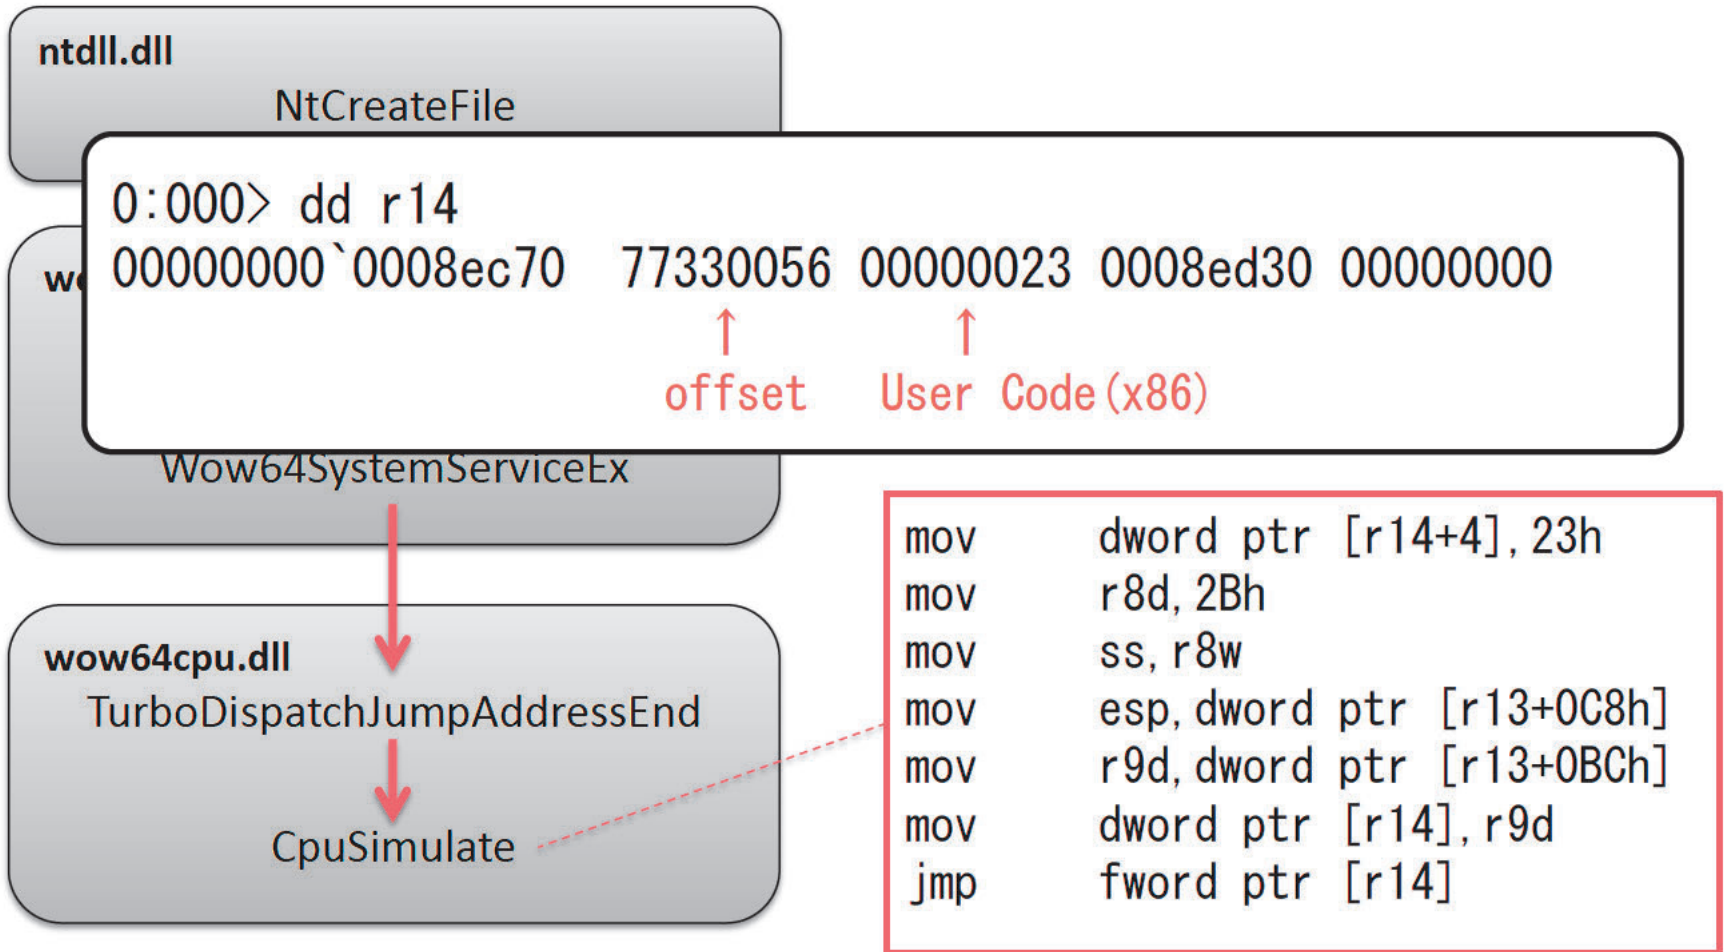 ntdll.dll
NtCreateFile
0:000> dd r14
00000000`0008ec70 77330056 00000023 0008ed30 00000000
↑ ↑
offset User Code(x86)
Wow64SystemServiceEx
wow64cpu.dll
TurboDispatchJumpAddressEnd
CpuSimulate
mov dword ptr [r14+4],23h
mov r8d,2Bh
mov ss,r8w
mov esp,dword ptr [r13+0C8h]
mov r9d,dword ptr [r13+0BCh]
mov dword ptr [r14],r9d
jmp fword ptr [r14]